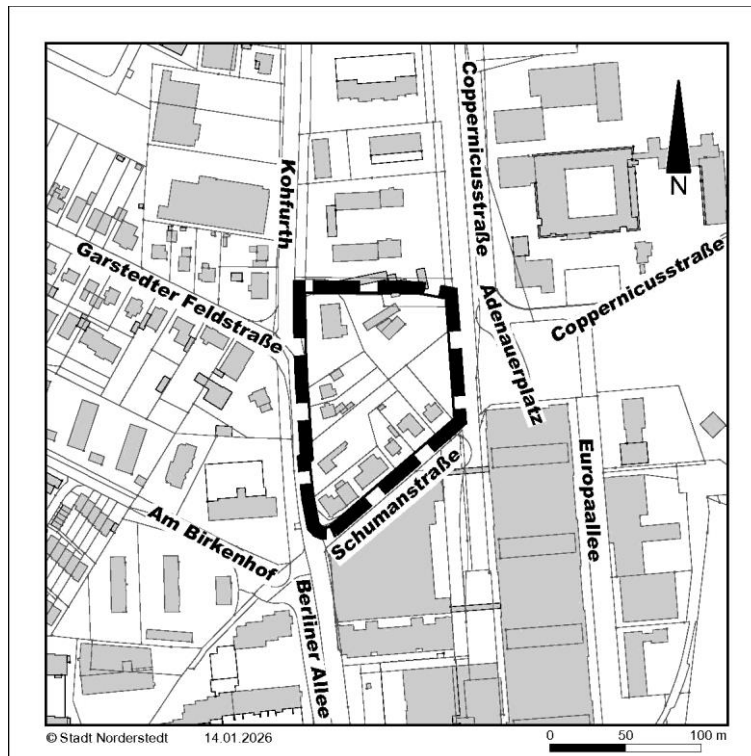 Coppernicusstraße
Kohfurth
N
Garstedter Feldstraße
Adenauerplatz
Coppernicusstraße
Schumanstraße
Europaallee
Am Birkenhof
Berliner Allee
© Stadt Norderstedt 14.01.2026
0 50 100 m